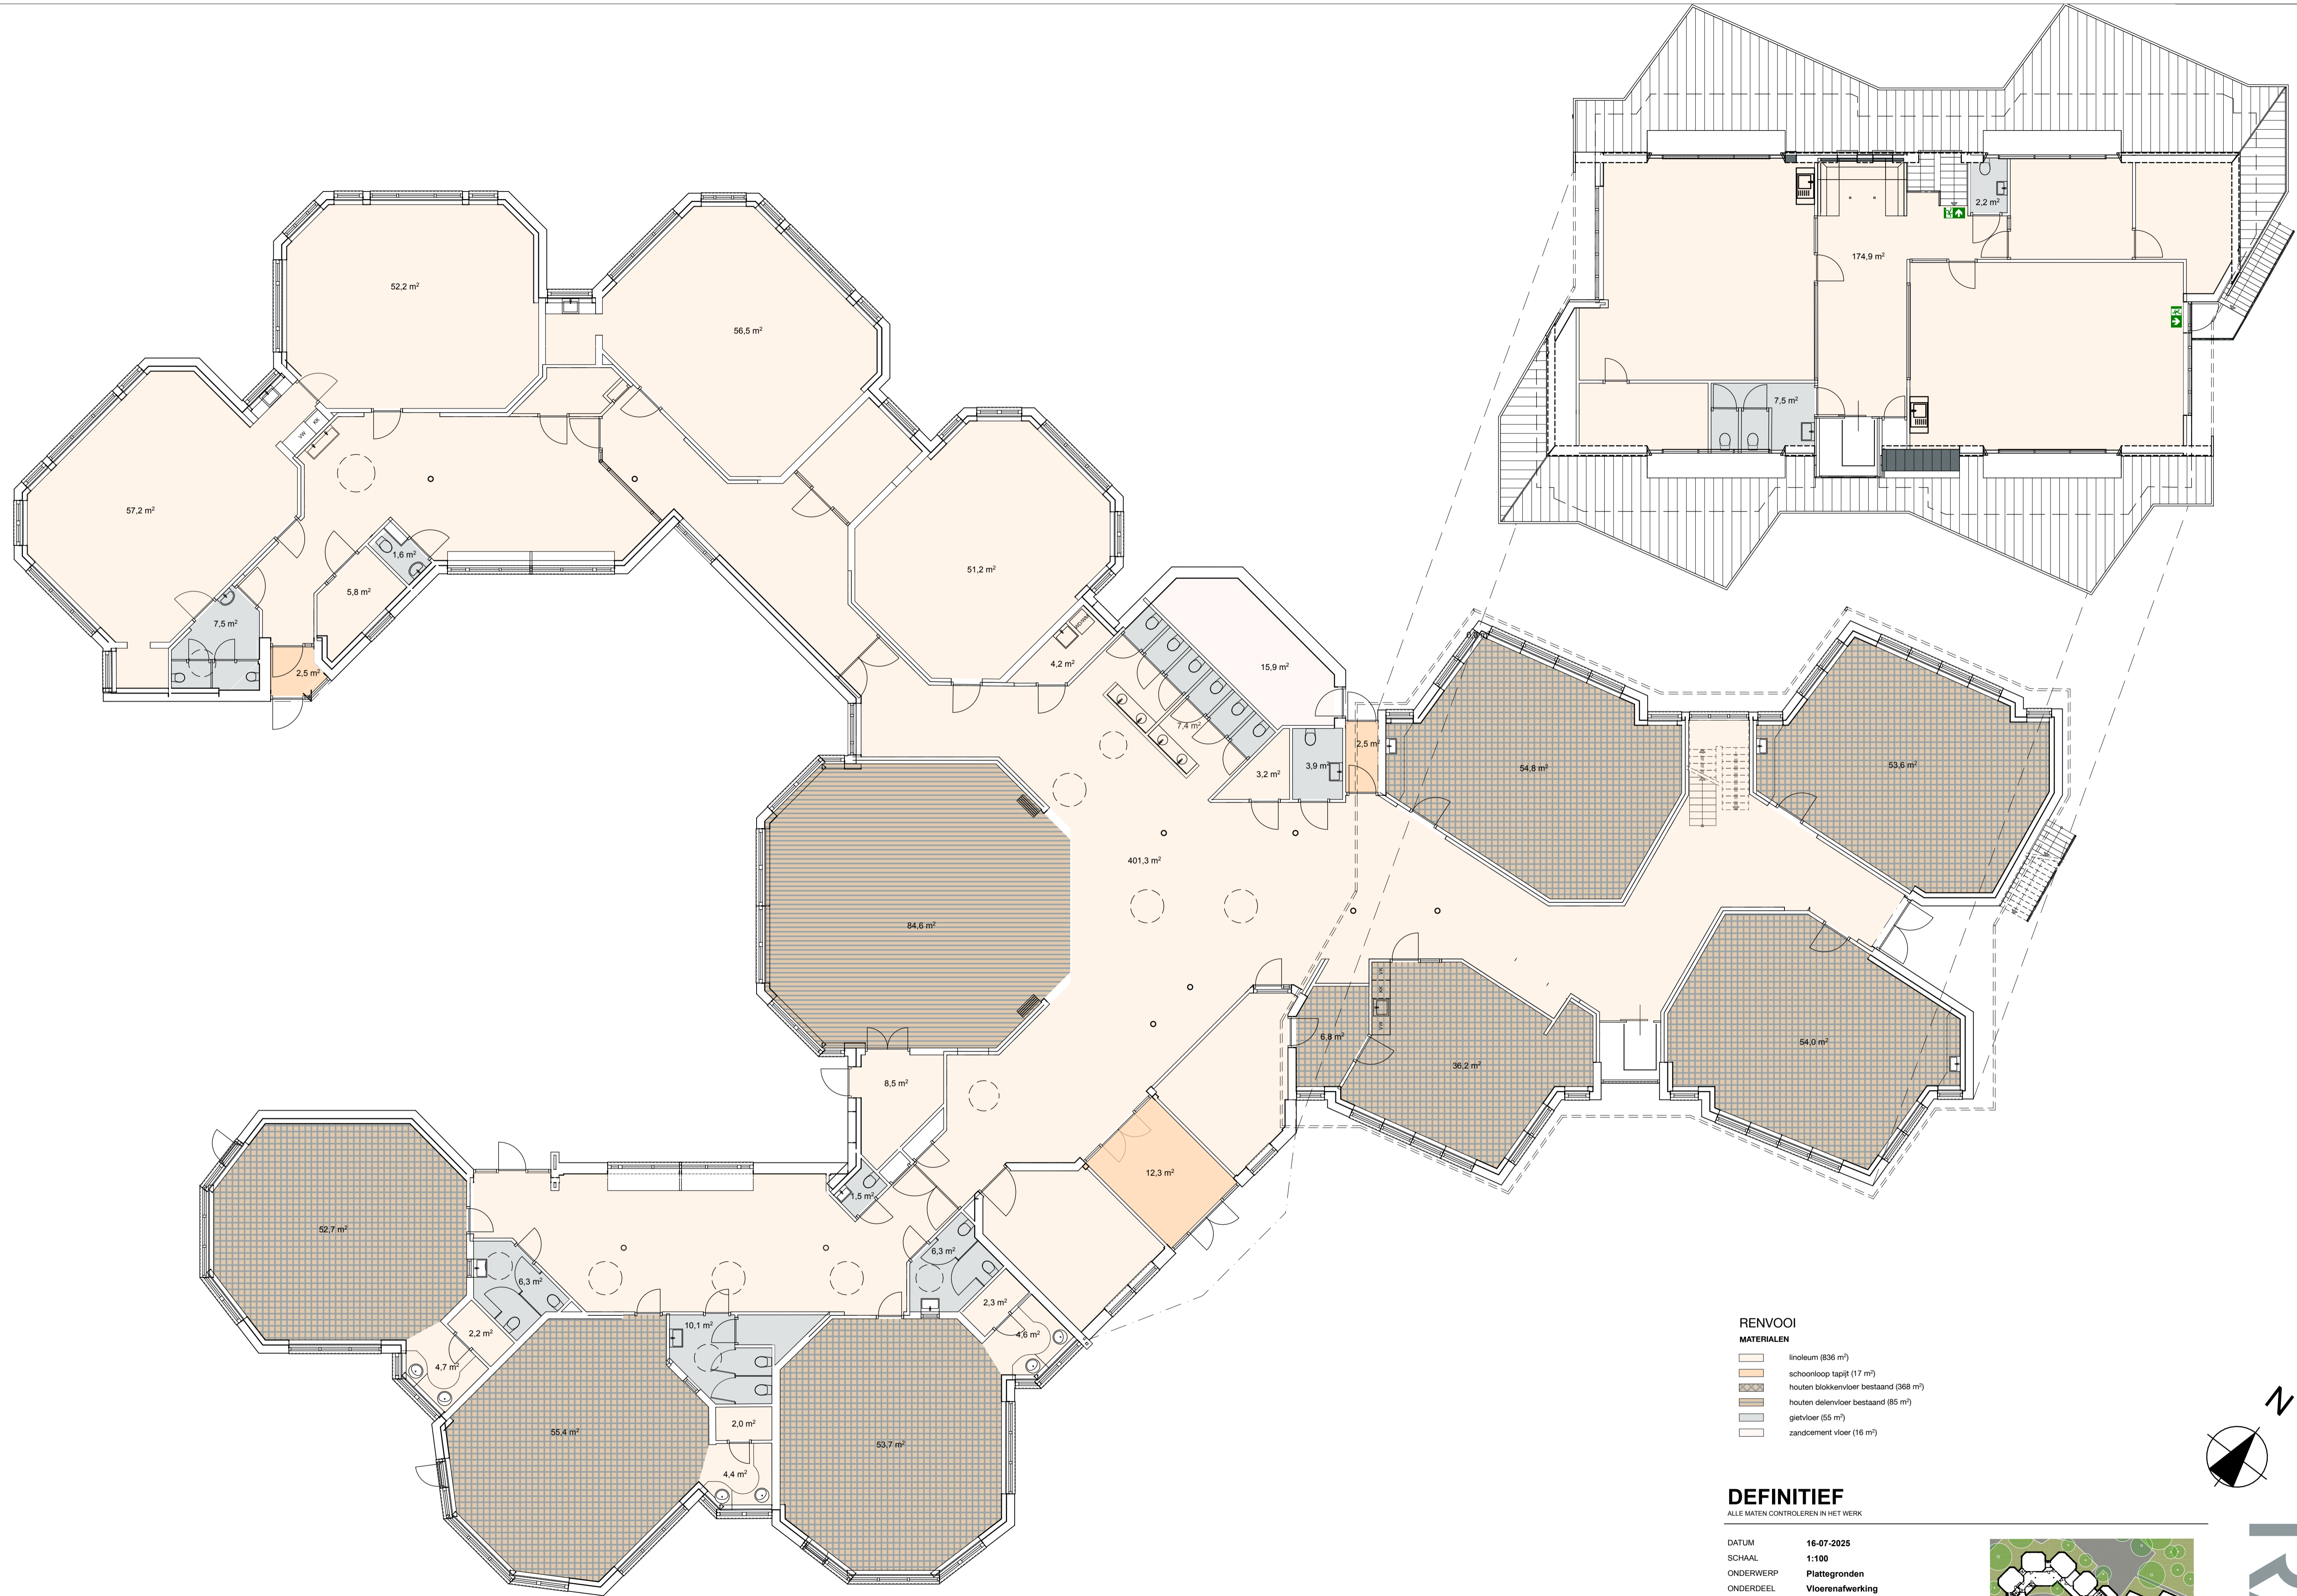 2,2 m²
174,9 m²
7,5 m²
52,2 m²
56,5 m²
57,2 m²
VW
KK
1,6 m²
5,8 m²
7,5 m²
2,5 m²
51,2 m²
4,2 m²
15,9 m²
7,4 m²
3,2 m²
3,9 m²
2,5 m²
54,8 m²
53,6 m²
401,3 m²
84,6 m²
VK
KK
VW
6,8 m²
36,2 m²
54,0 m²
8,5 m²
12,3 m²
1,5 m²
52,7 m²
6,3 m²
6,3 m²
2,3 m²
4,6 m²
2,2 m²
4,7 m²
10,1 m²
55,4 m²
2,0 m²
53,7 m²
4,4 m²
RENVOOI
MATERIALEN
linoleum (836 m²)
schoonloop tapijt (17 m²)
houten blokkenvloer bestaand (368 m²)
houten delenvloer bestaand (85 m²)
gietvloer (55 m²)
zandcement vloer (16 m²)
N
DEFINITIEF
ALLE MATEN CONTROLEREN IN HET WERK
DATUM 16-07-2025
SCHAAL 1:100
ONDERWERP Plattegronden
ONDERDEEL Vloerenafwerking